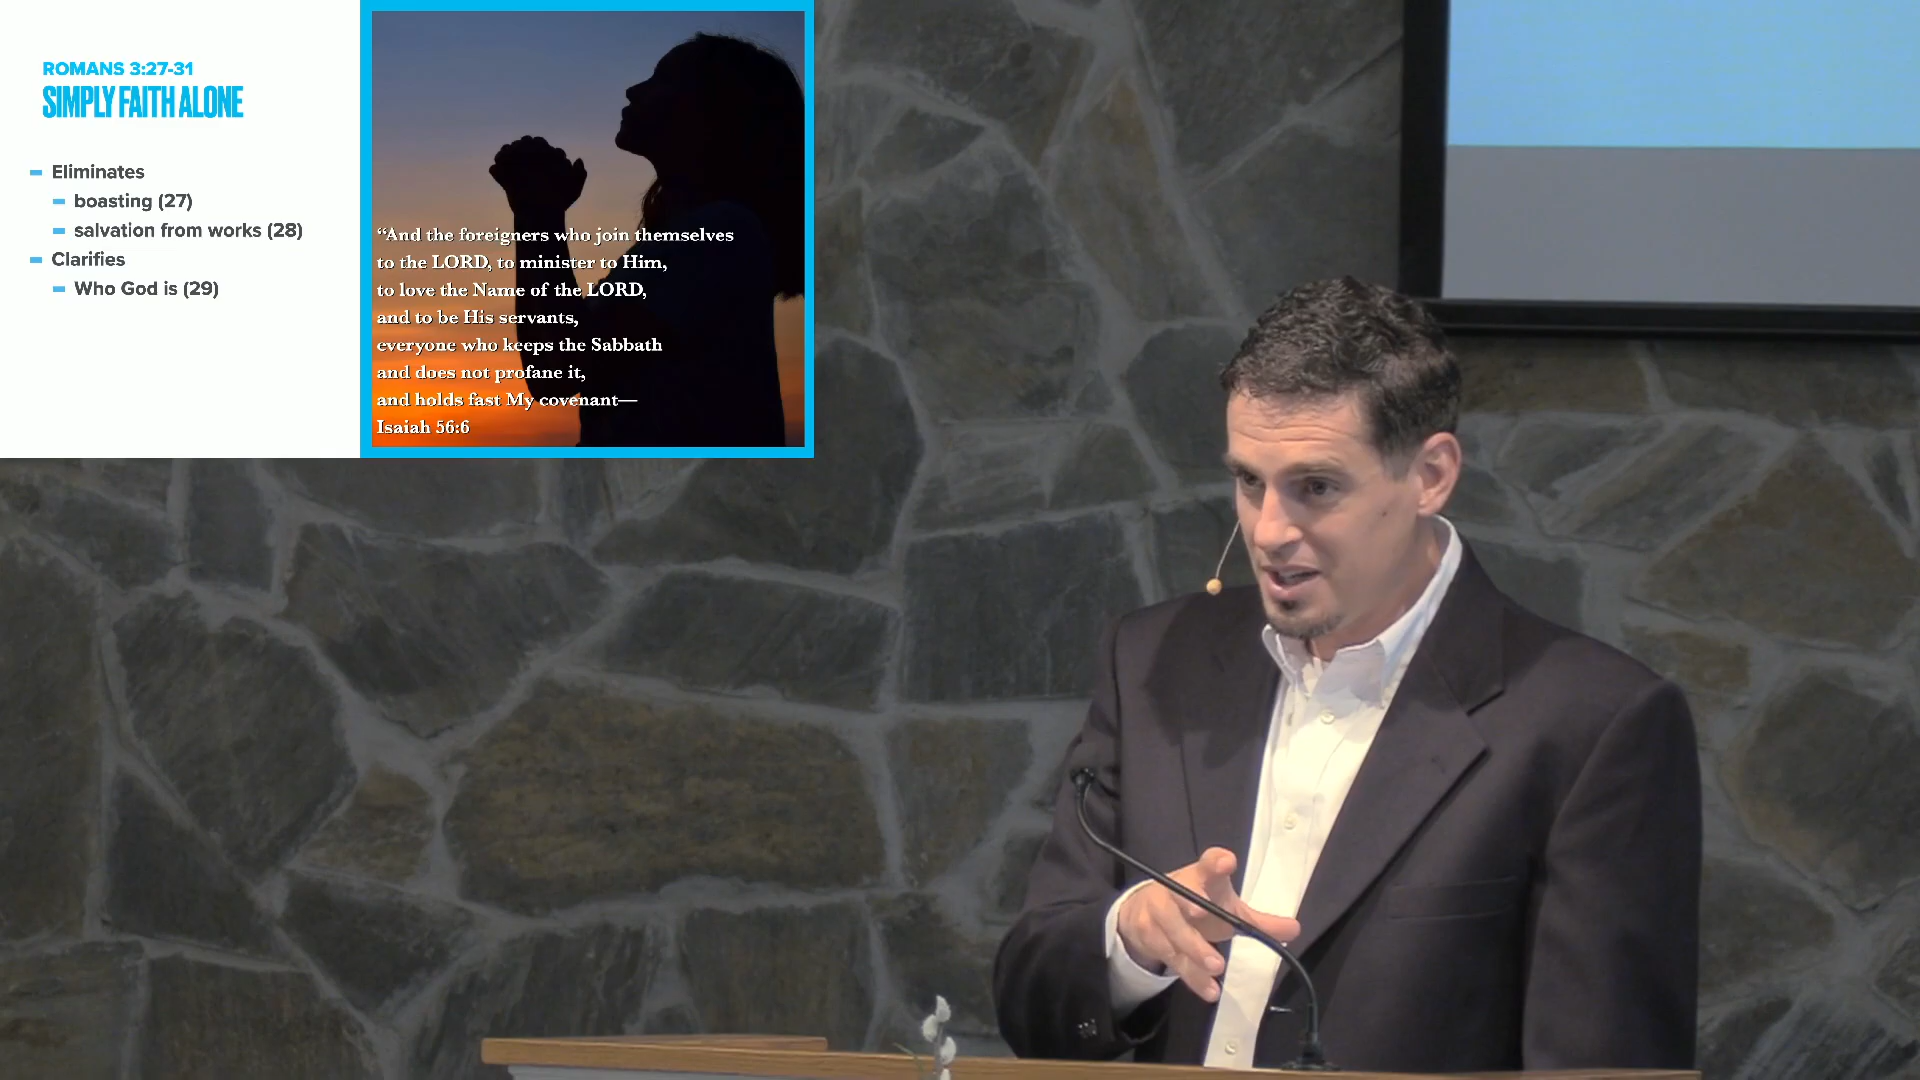 ROMANS 3:27-31
SIMPLY FAITH ALONE
Eliminates
boasting (27)
salvation from works (28)
Clarifies
Who God is (29)
“And the foreigners who join themselves
to the LORD, to minister to Him,
to love the Name of the LORD,
and to be His servants,
everyone who keeps the Sabbath
and does not profane it,
and holds fast My covenant—
Isaiah 56:6